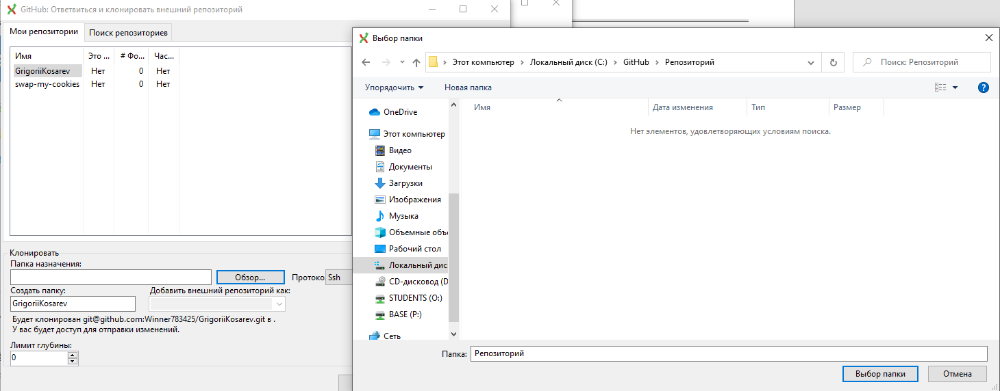 GitHub: Ответвиться и клонировать внешний репозиторий
Мои репозитории
Поиск репозиториев
Имя
Это ...
# Фо...
Час...
GrigoriiKosarev
Нет
0
Нет
swap-my-cookies
Нет
0
Нет
Клонировать
Папка назначения:
Обзор...
Протоко.
Ssh
Создать папку:
Добавить внешний репозиторий как:
GrigoriiKosarev
Будет клонирован git@github.com:Winner783425/GrigoriiKosarev.git в .
У вас будет доступ для отправки изменений.
Лимит глубины:
0
Выбор папки
Этот компьютер
Локальный диск (C:)
GitHub
Репозиторий
Поиск: Репозиторий
Упорядочить
Новая папка
OneDrive
Этот компьютер
Видео
Документы
Загрузки
Изображения
Музыка
Объемные объ
Рабочий стол
Локальный дис
CD-дисковод (D
STUDENTS (O:)
BASE (P:)
Сеть
Имя
Дата изменения
Тип
Размер
Нет элементов, удовлетворяющих условиям поиска.
Папка:
Репозиторий
Выбор папки
Отмена